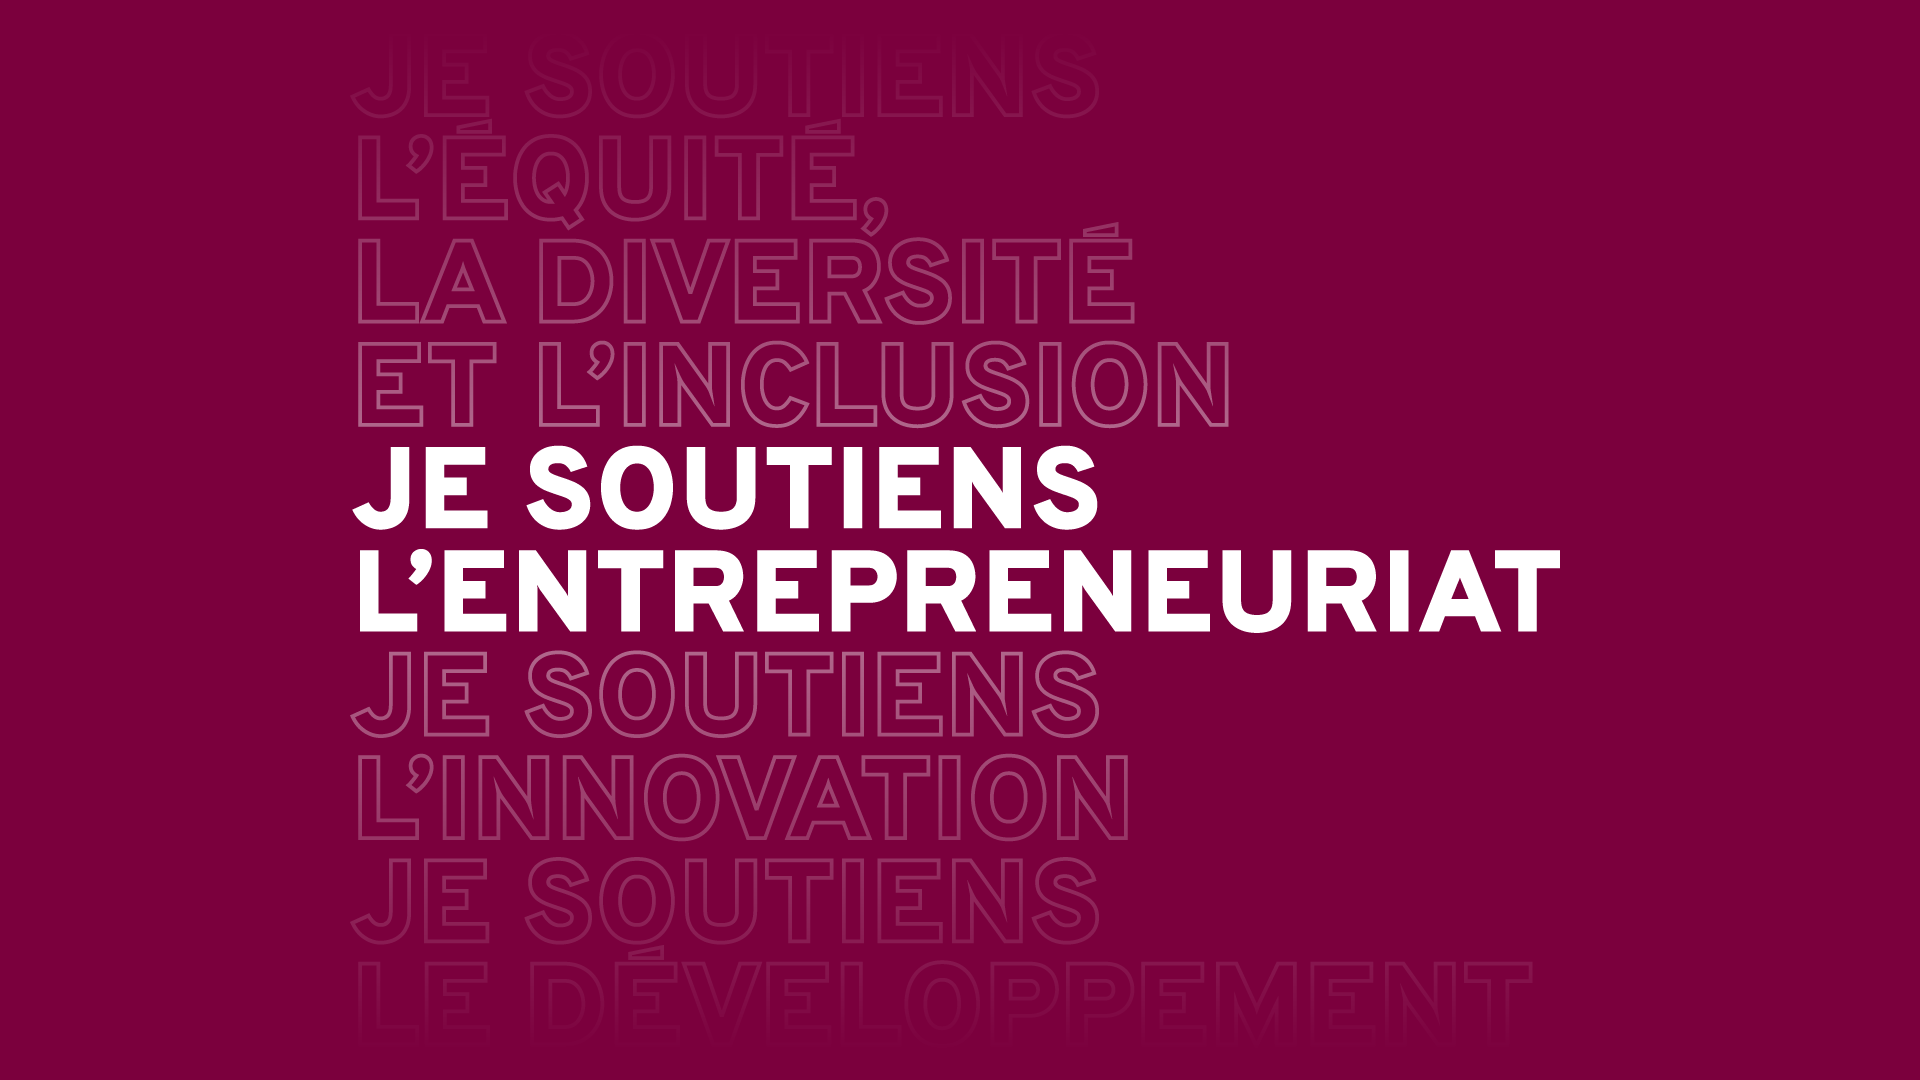 JE SOUTIENS
L’ÉQUITÉ,
LA DIVERSITÉ
ET L’INCLUSION
JE SOUTIENS
L’ENTREPRENEURIAT
JE SOUTIENS
L’INNOVATION
JE SOUTIENS
LE DÉVELOPPEMENT